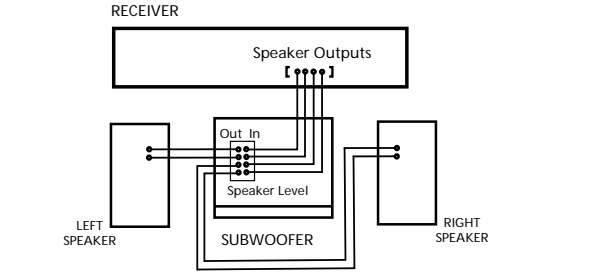 RECEIVER
Speaker Outputs
Out In
Speaker Level
LEFT
SPEAKER
SUBWOOFER
RIGHT
SPEAKER